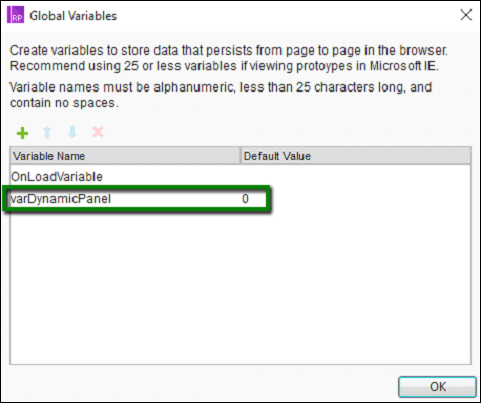 RP Global Variables
Create variables to store data that persists from page to page in the browser.
Recommend using 25 or less variables if viewing protoypes in Microsoft IE.
Variable names must be alphanumeric, less than 25 characters long, and
contain no spaces.
Variable Name Default Value
OnLoadVariable
varDynamicPanel 0
OK